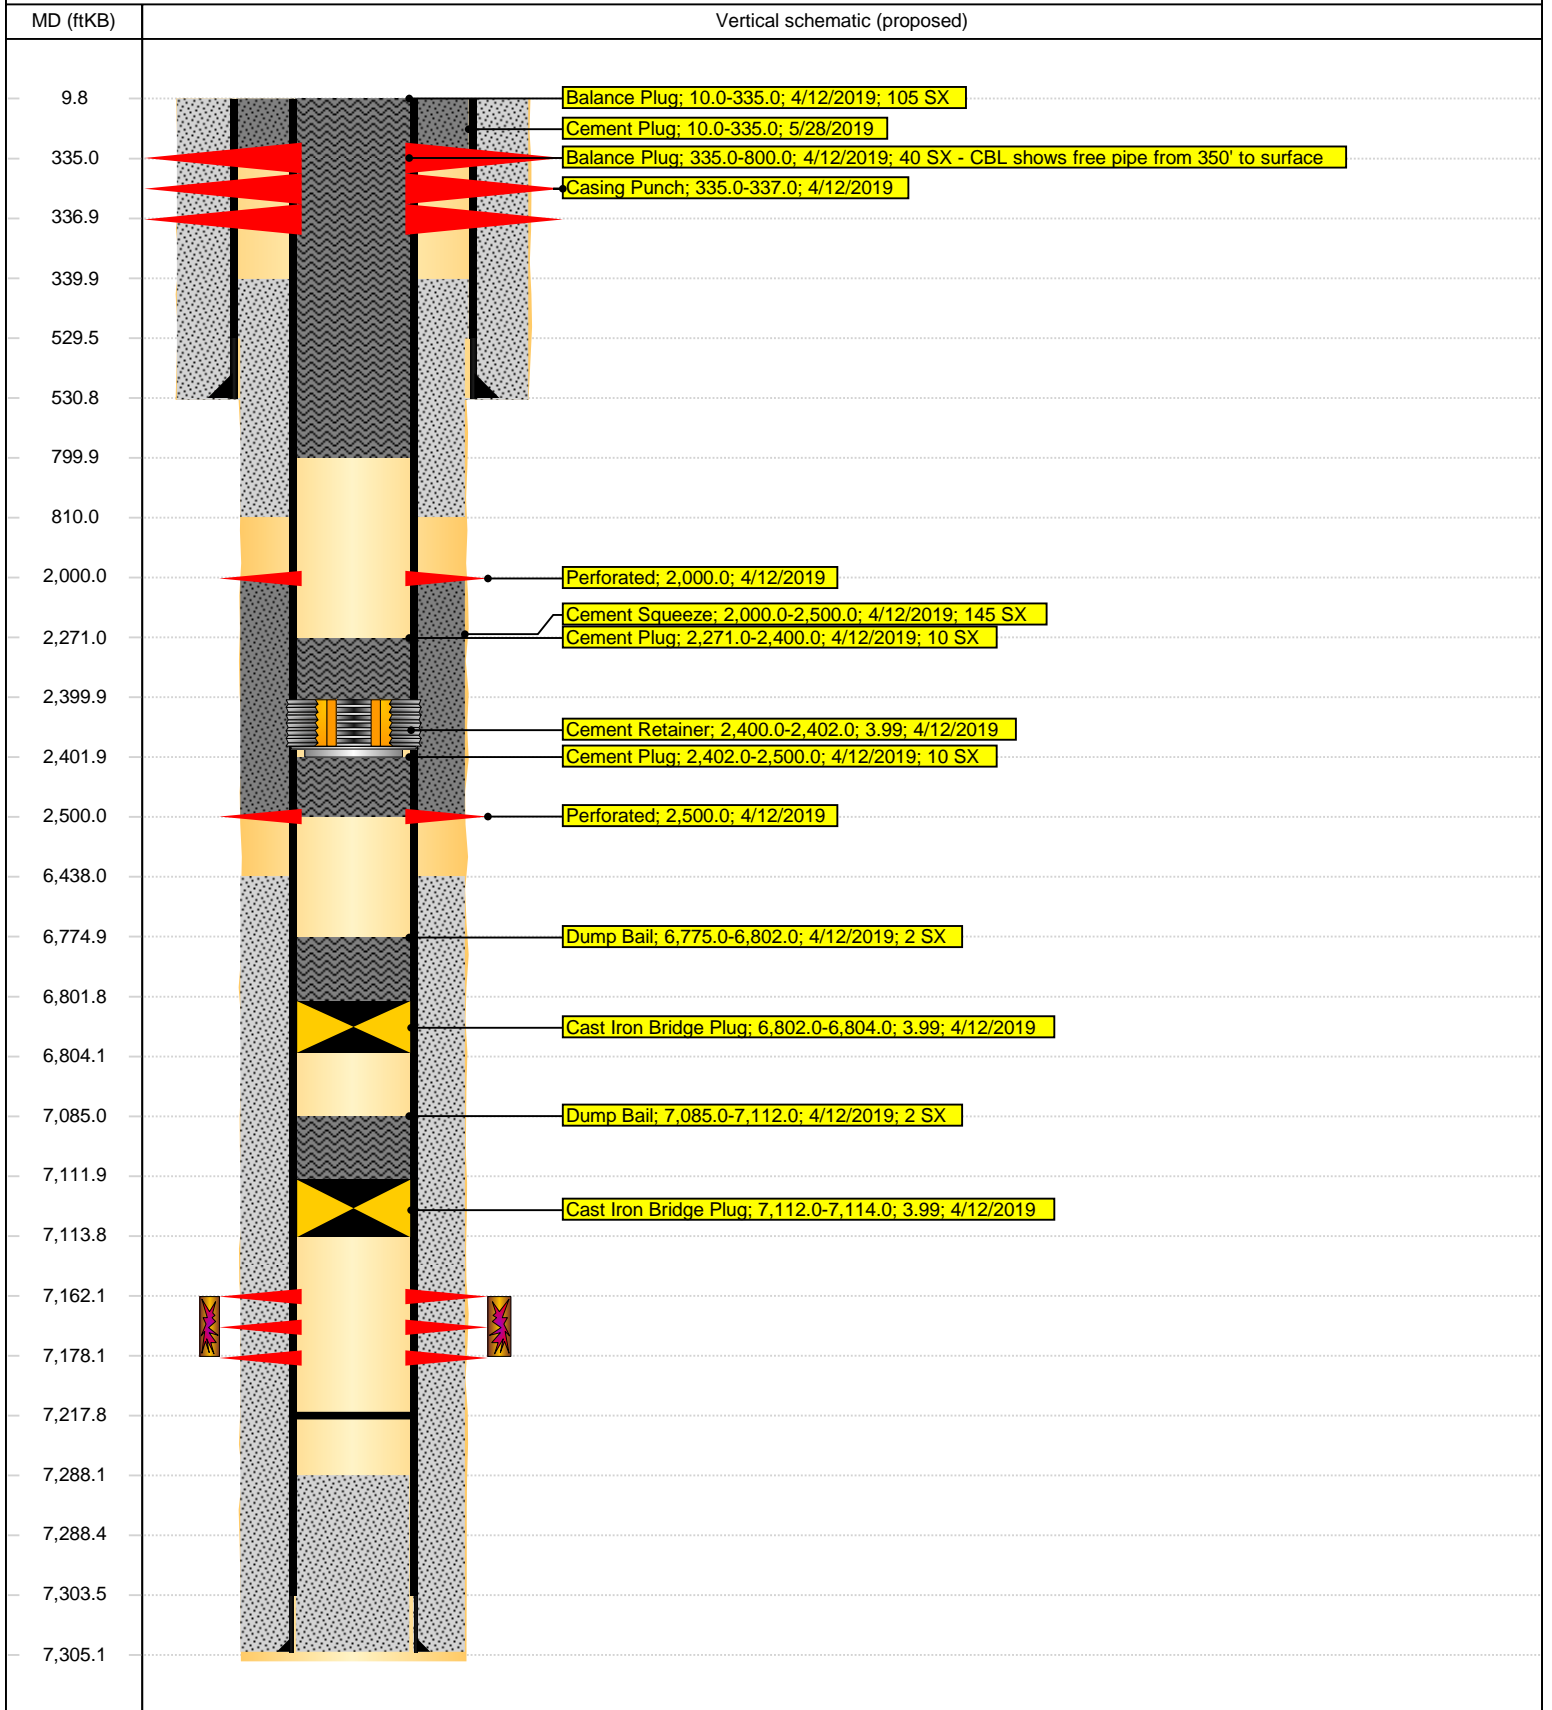 MD (ftKB)
Vertical schematic (proposed)
9.8
Balance Plug; 10.0-335.0; 4/12/2019; 105 SX
Cement Plug; 10.0-335.0; 5/28/2019
335.0
Balance Plug; 335.0-800.0; 4/12/2019; 40 SX - CBL shows free pipe from 350' to surface
Casing Punch; 335.0-337.0; 4/12/2019
336.9
339.9
529.5
530.8
799.9
810.0
2,000.0
Perforated; 2,000.0; 4/12/2019
Cement Squeeze; 2,000.0-2,500.0; 4/12/2019; 145 SX
2,271.0
Cement Plug; 2,271.0-2,400.0; 4/12/2019; 10 SX
2,399.9
Cement Retainer; 2,400.0-2,402.0; 3.99; 4/12/2019
2,401.9
Cement Plug; 2,402.0-2,500.0; 4/12/2019; 10 SX
2,500.0
Perforated; 2,500.0; 4/12/2019
6,438.0
6,774.9
Dump Bail; 6,775.0-6,802.0; 4/12/2019; 2 SX
6,801.8
Cast Iron Bridge Plug; 6,802.0-6,804.0; 3.99; 4/12/2019
6,804.1
7,085.0
Dump Bail; 7,085.0-7,112.0; 4/12/2019; 2 SX
7,111.9
Cast Iron Bridge Plug; 7,112.0-7,114.0; 3.99; 4/12/2019
7,113.8
7,162.1
7,178.1
7,217.8
7,288.1
7,288.4
7,303.5
7,305.1